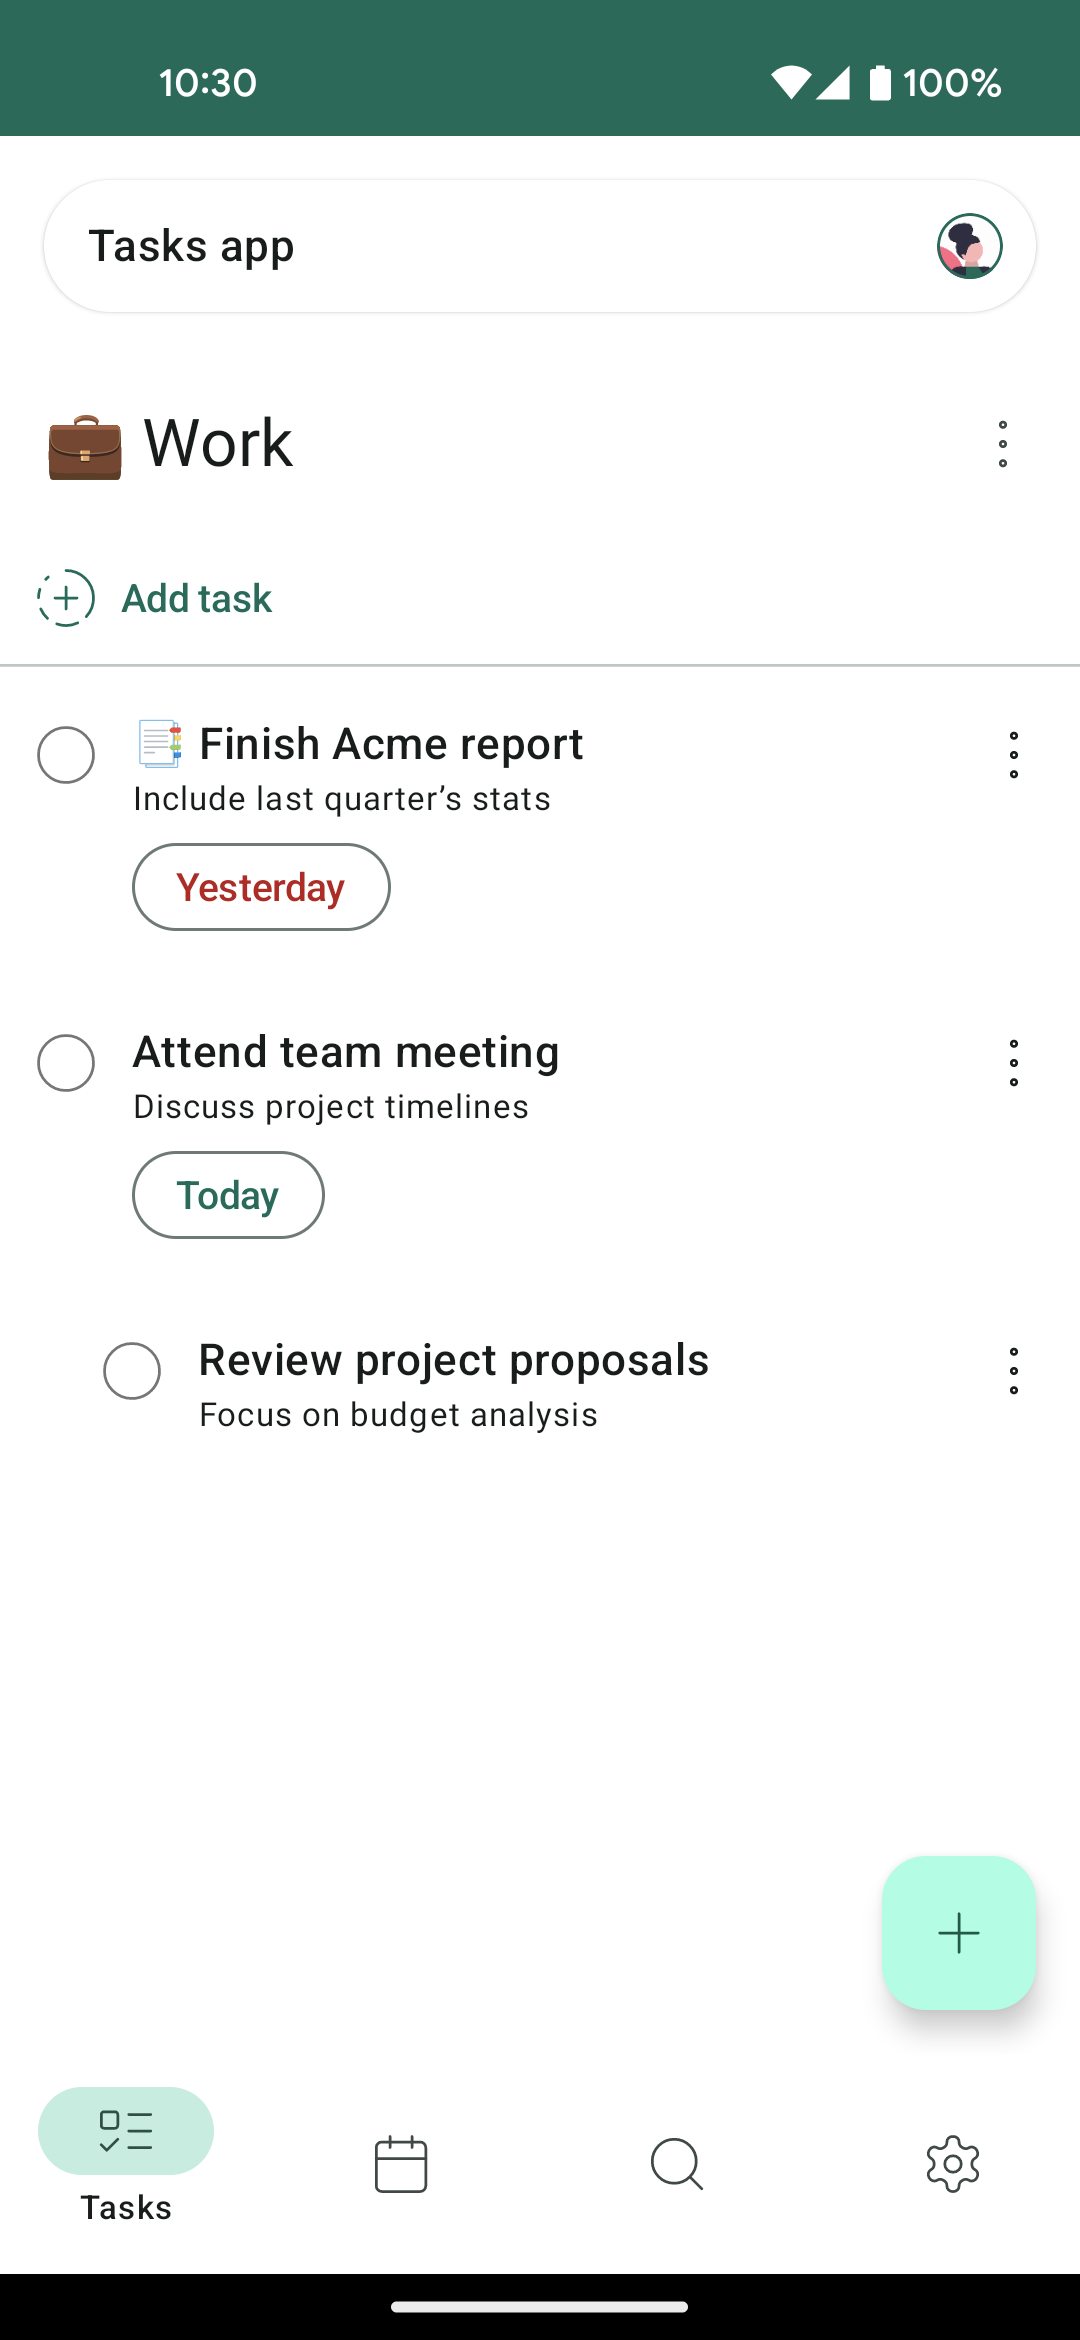 10:30
100%
Tasks app
Work
Add task
Finish Acme report
Include last quarter’s stats
Yesterday
Attend team meeting
Discuss project timelines
Today
Review project proposals
Focus on budget analysis
Tasks